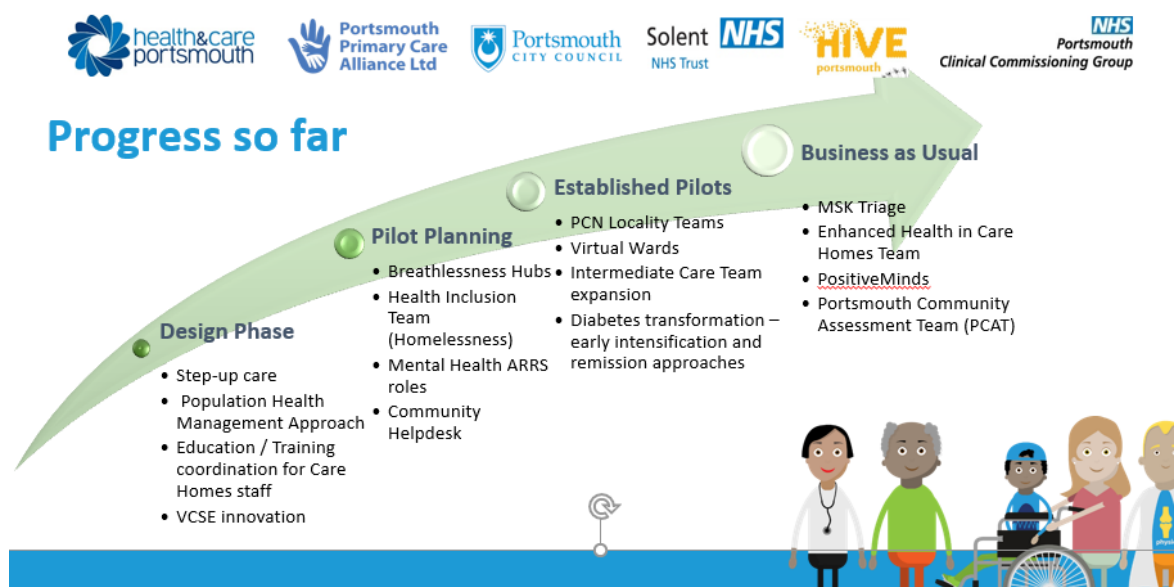 health&care
portsmouth
Portsmouth
Primary Care
Alliance Ltd
Portsmouth
CITY COUNCIL
Solent NHS
NHS Trust
HIVE
portsmouth
NHS
Portsmouth
Clinical Commissioning Group
Progress so far
Design Phase
• Step-up care
• Population Health
Management Approach
• Education / Training
coordination for Care
Homes staff
• VCSE innovation
Pilot Planning
• Breathlessness Hubs
• Health Inclusion
Team
(Homelessness)
• Mental Health ARRS
roles
• Community
Helpdesk
Established Pilots
• PCN Locality Teams
• Virtual Wards
• Intermediate Care Team
expansion
• Diabetes transformation –
early intensification and
remission approaches
Business as Usual
• MSK Triage
• Enhanced Health in Care
Homes Team
• PositiveMinds
• Portsmouth Community
Assessment Team (PCAT)